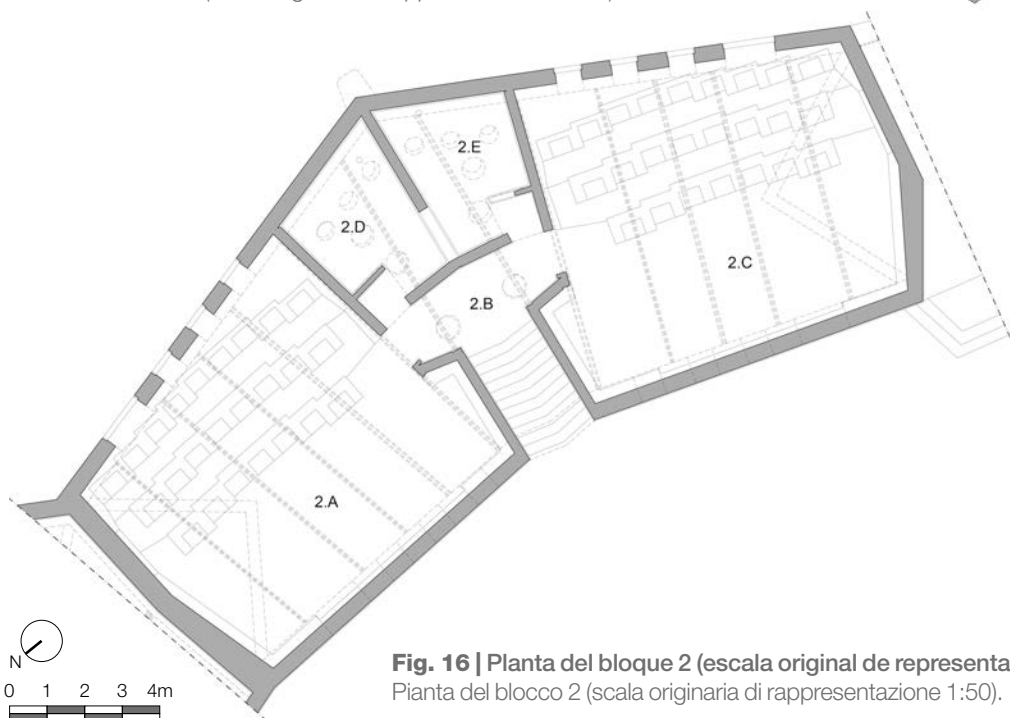 2.E
2.D
2.C
2.B
2.A
N
0 1 2 3 4m
Fig. 16 | Planta del bloque 2 (escala original de representa
Pianta del blocco 2 (scala originaria di rappresentazione 1:50).